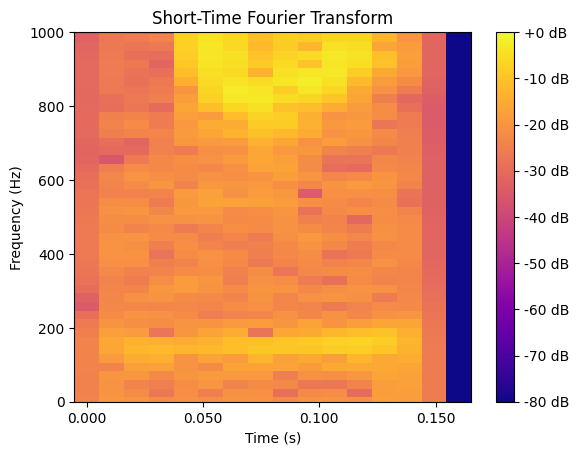 Short-Time Fourier Transform
Frequency (Hz)
1000
800
600
400
200
0
0.000
0.050
0.100
0.150
Time (s)
+0 dB
-10 dB
-20 dB
-30 dB
-40 dB
-50 dB
-60 dB
-70 dB
-80 dB